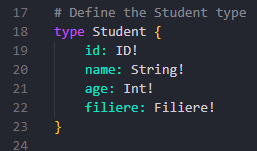 17 # Define the Student type
18 type Student {
19 id: ID!
20 name: String!
21 age: Int!
22 filiere: Filiere!
23 }
24